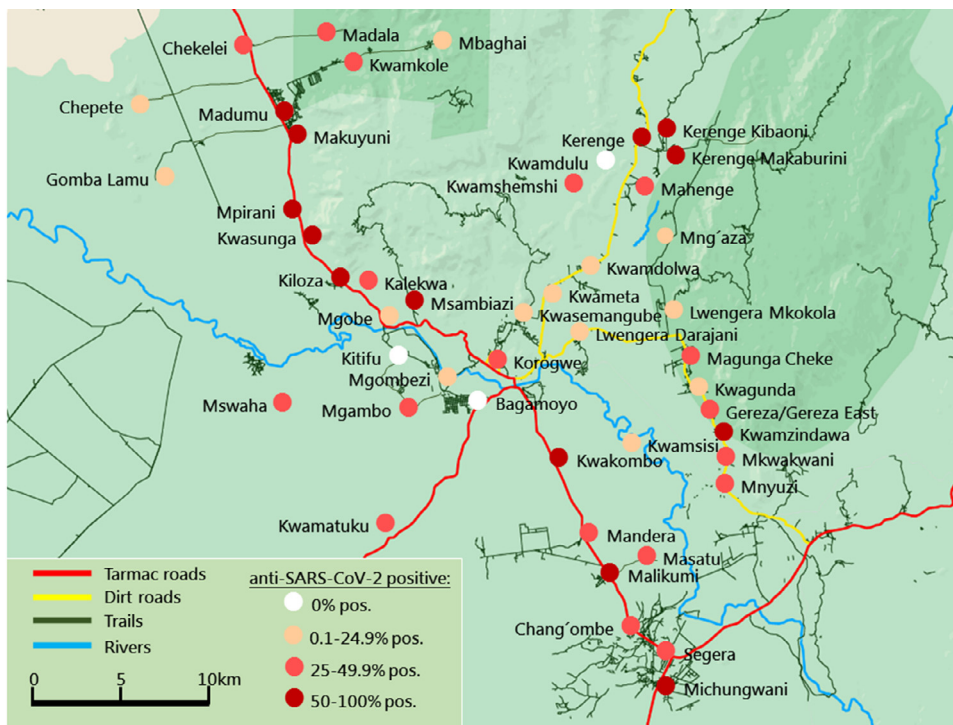 Chekelei
Madala
Mbaghai
Kwamkole
Chepete
Madumu
Makuyuni
Gomba Lamu
Kerenge
Kerenge Kibaoni
Kwamdulu
Kerenge Makaburini
Kwamshemshi
Mahenge
Mpirani
Kwasunga
Mng´aza
Kwamdolwa
Kiloza
Kalekwa
Msambiazi
Kwameta
Mgobe
Kwasemangube
Lwengera Mkokola
Lwengera Darajani
Kitifu
Korogwe
Magunga Cheke
Mgombezi
Kwagunda
Mswaha
Mgambo
Bagamoyo
Gereza/Gereza East
Kwamsisi
Kwamzindawa
Kwakombo
Mkwakwani
Mnyuzi
Kwamatuku
Mandera
Masatu
Malikumi
Chang´ombe
Segera
Michungwani
Tarmac roads
Dirt roads
Trails
Rivers
0 5 10km
anti-SARS-CoV-2 positive:
0% pos.
0.1-24.9% pos.
25-49.9% pos.
50-100% pos.